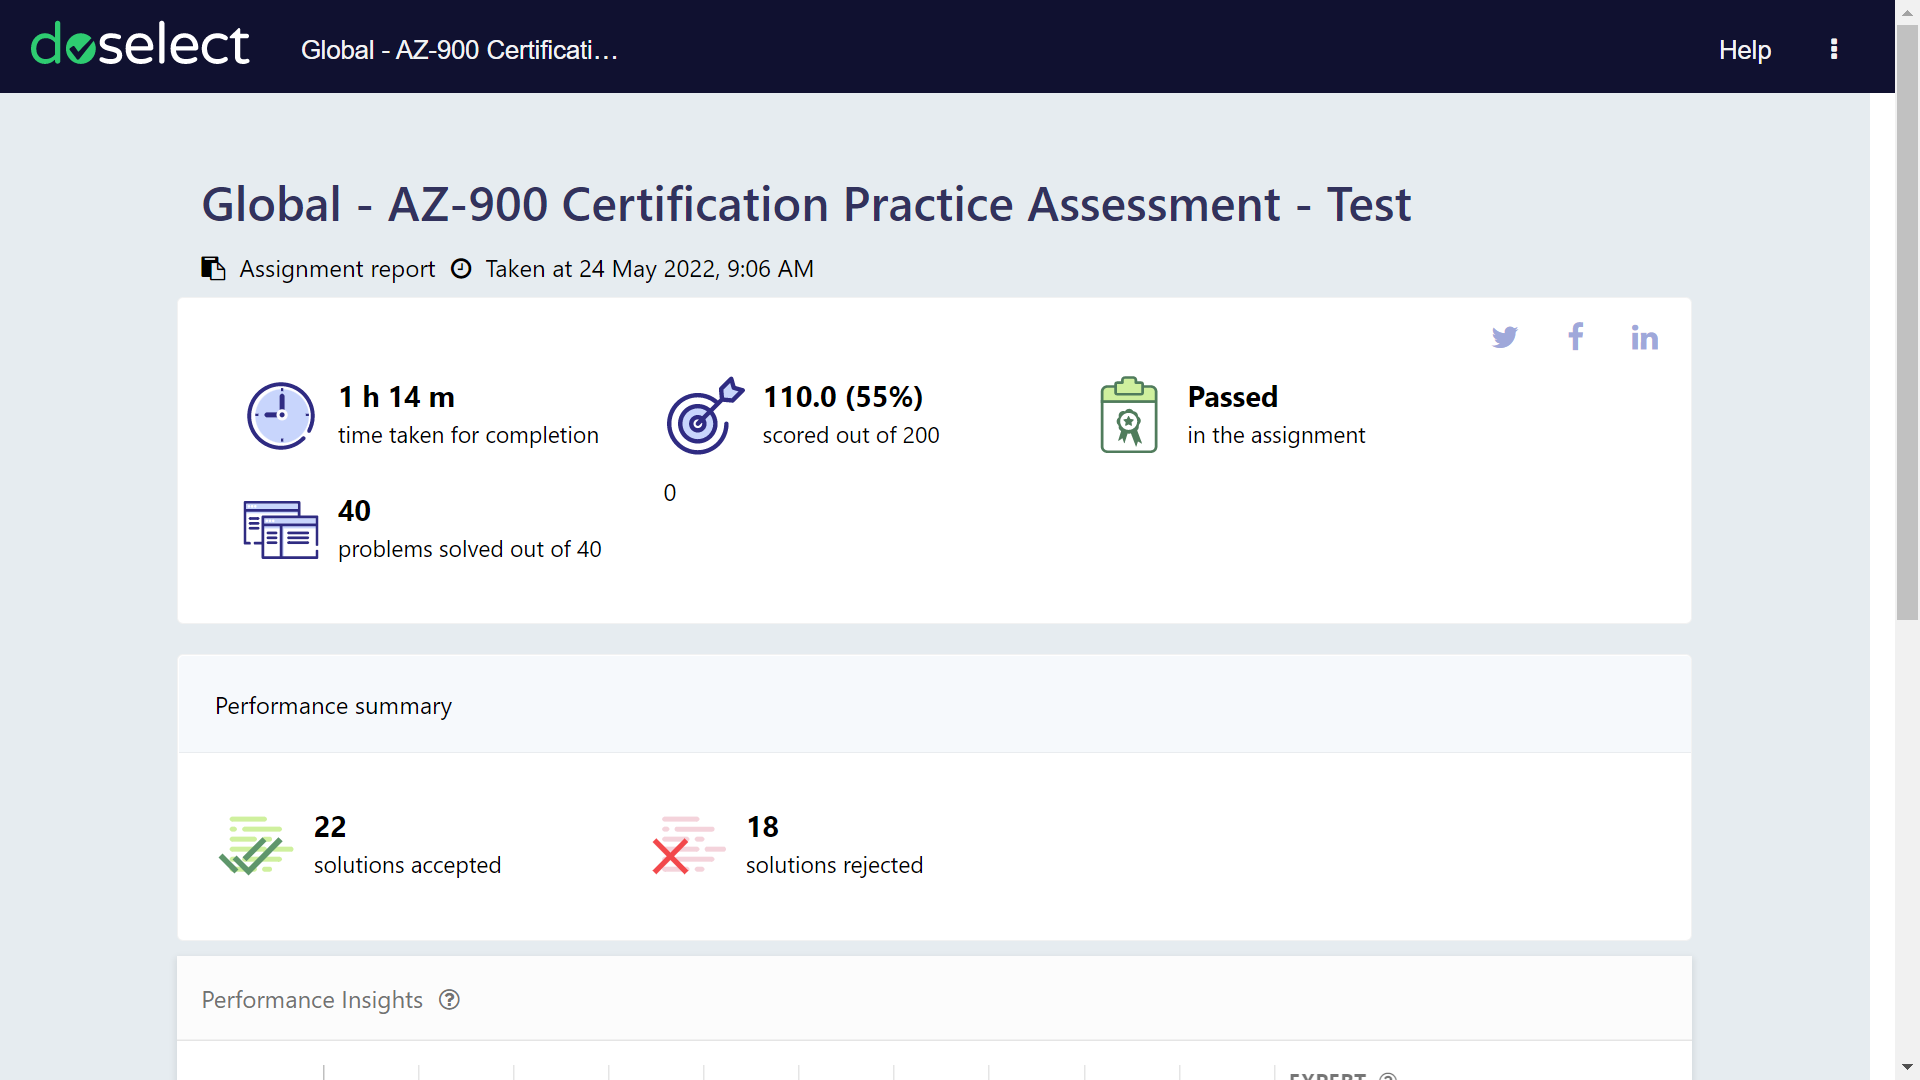 doselect
Global - AZ-900 Certificati…
Help
Global - AZ-900 Certification Practice Assessment - Test
Assignment report
Taken at 24 May 2022, 9:06 AM
1 h 14 m
time taken for completion
110.0 (55%)
scored out of 200
Passed
in the assignment
0
40
problems solved out of 40
Performance summary
22
solutions accepted
18
solutions rejected
Performance Insights
EXPERT